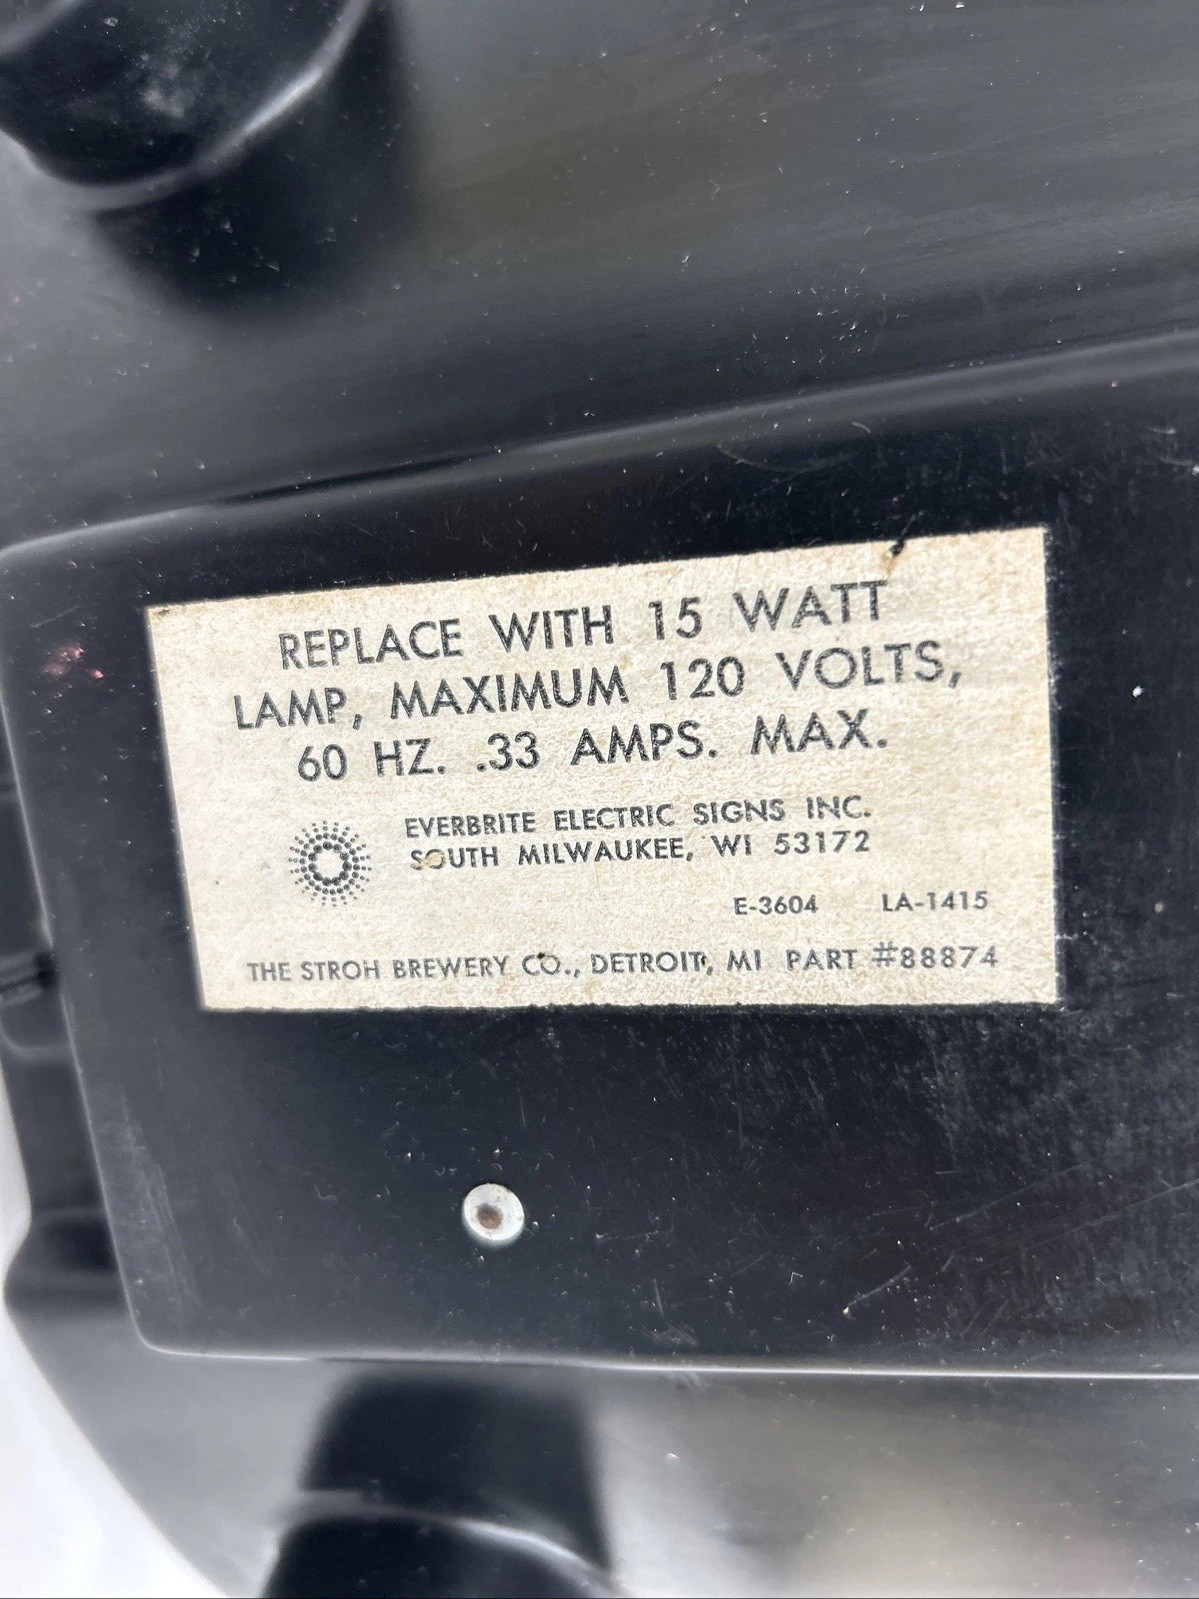 REPLACE WITH 15 WATT
LAMP, MAXIMUM 120 VOLTS,
60 HZ. .33 AMPS. MAX.
EVERBRITE ELECTRIC SIGNS INC.
SOUTH MILWAUKEE, WI 53172
E-3604 LA-1415
THE STROH BREWERY CO., DETROIT, MI PART #88874